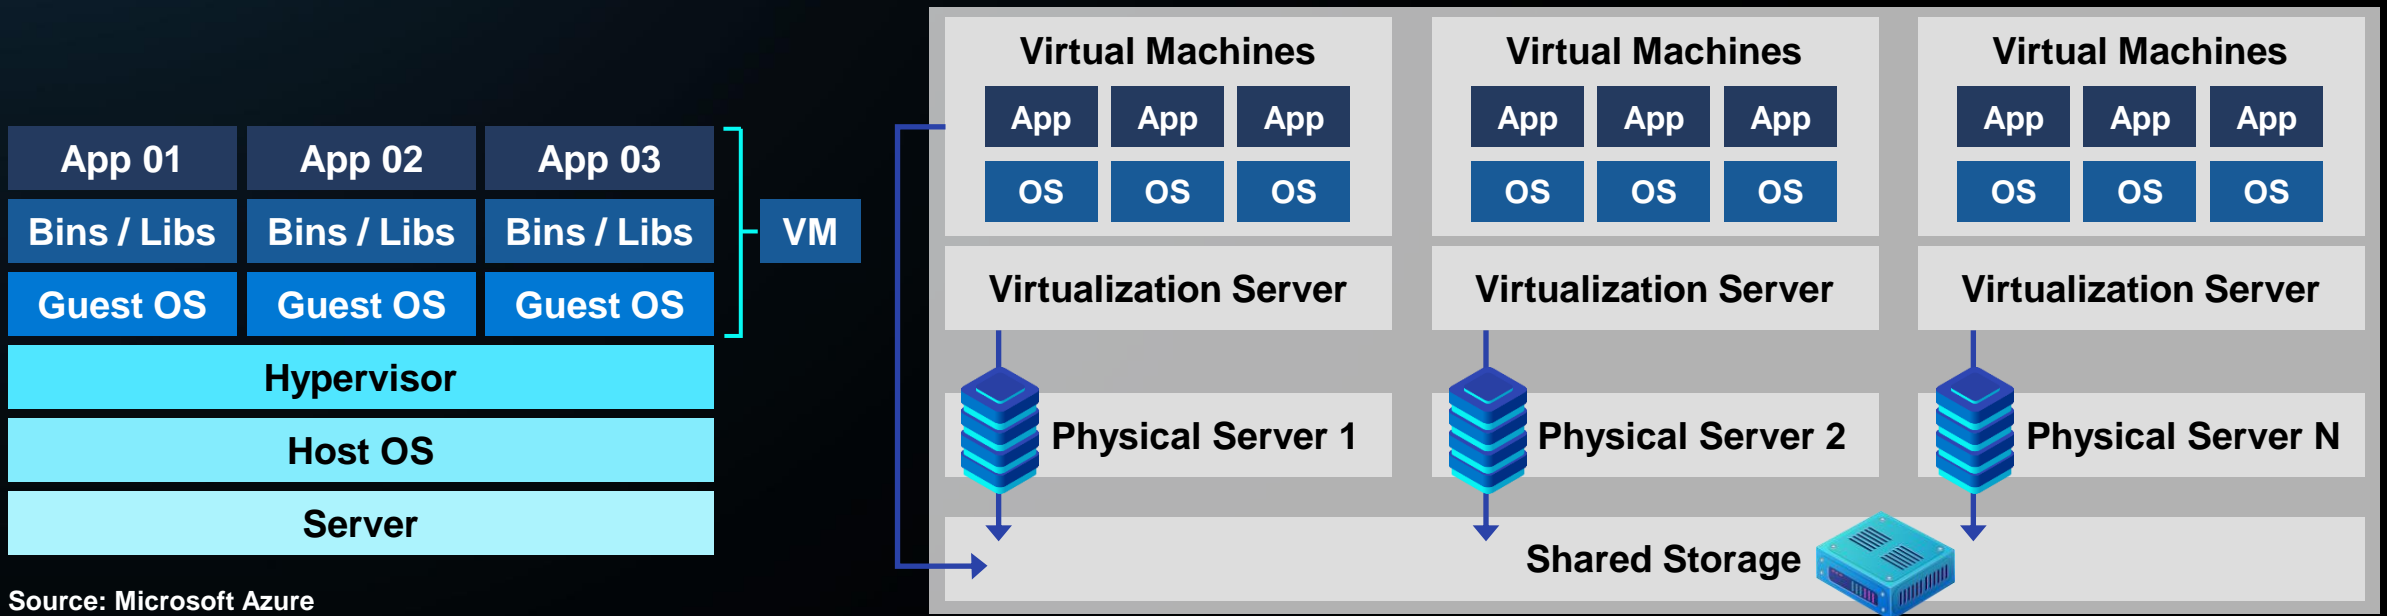 App 01
App 02
App 03
Bins / Libs
Bins / Libs
Bins / Libs
Guest OS
Guest OS
Guest OS
VM
Hypervisor
Host OS
Server
Source: Microsoft Azure
Virtual Machines
App
App
App
OS
OS
OS
Virtualization Server
Physical Server 1
Virtual Machines
App
App
App
OS
OS
OS
Virtualization Server
Physical Server 2
Virtual Machines
App
App
App
OS
OS
OS
Virtualization Server
Physical Server N
Shared Storage